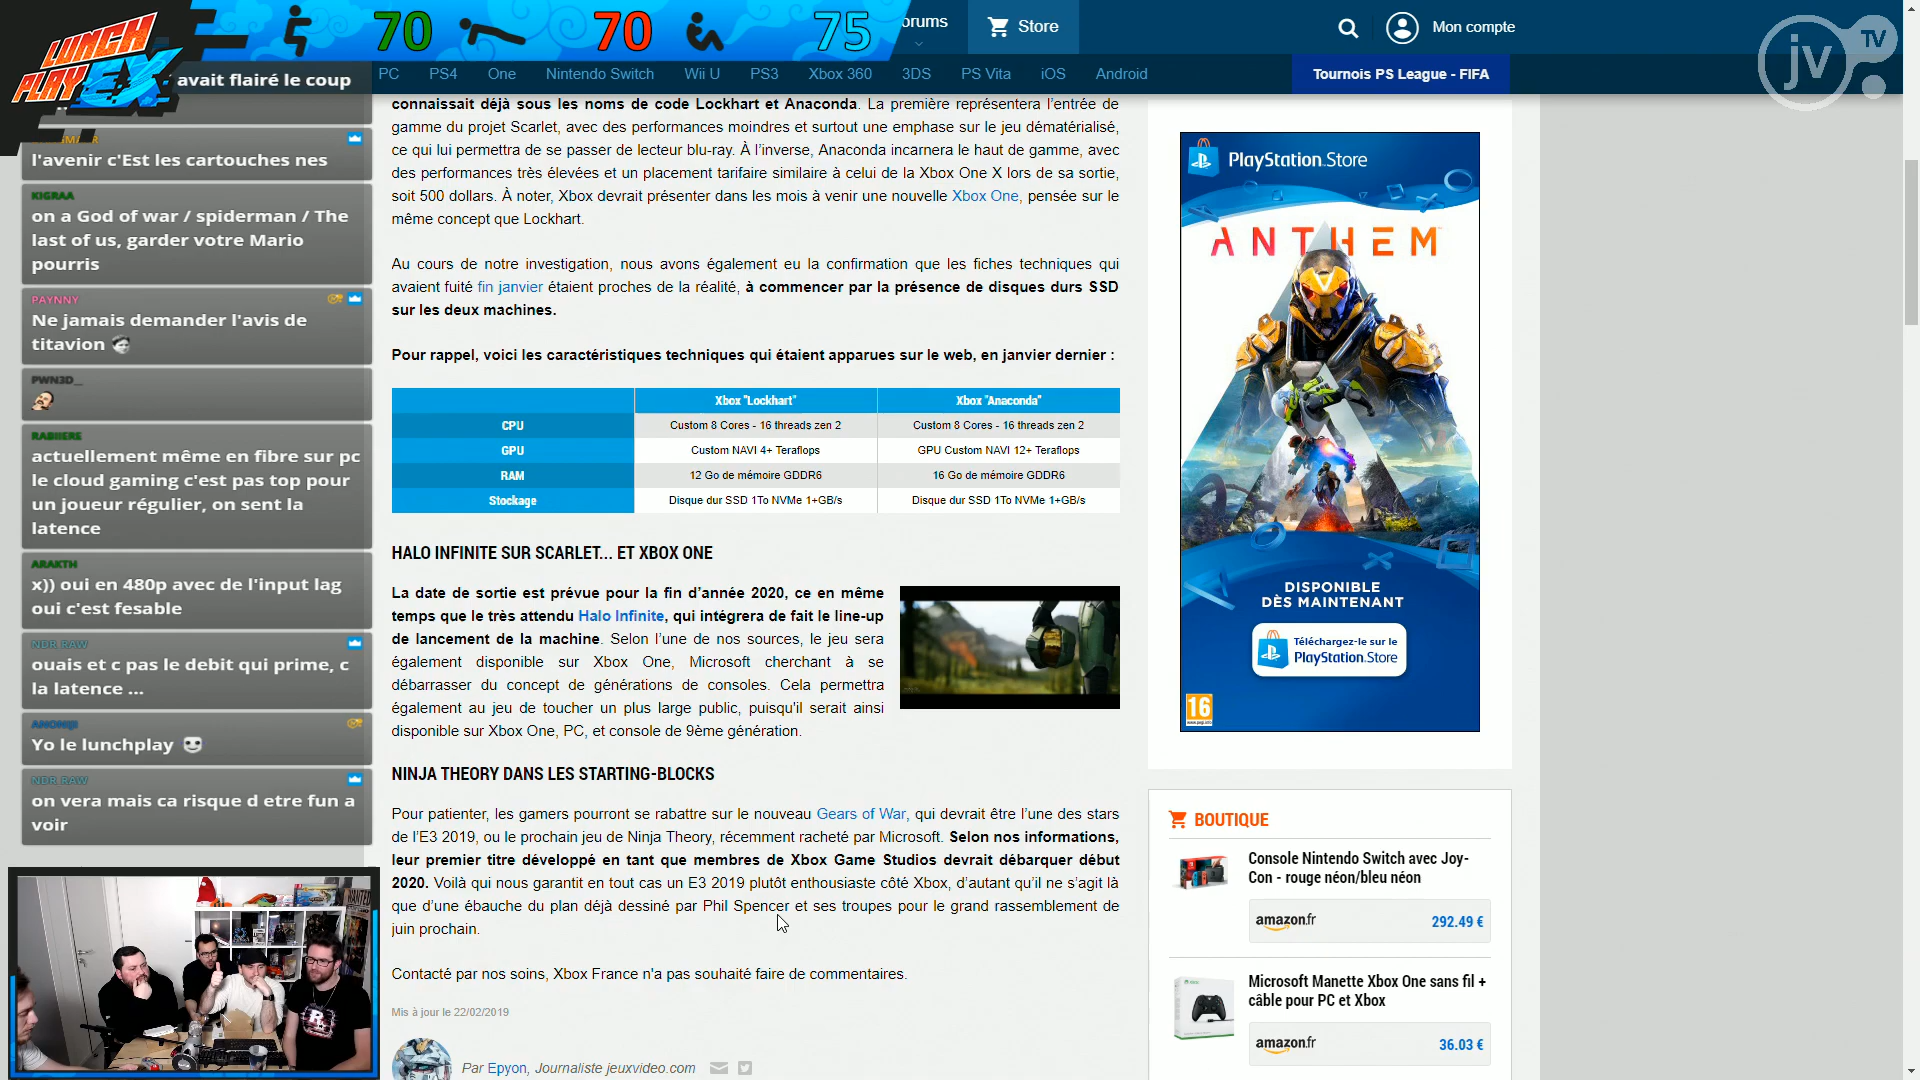 LUNCH
PLAY EX
70
70
75
orums
Store
Mon compte
jv TV
PC
PS4
One
Nintendo Switch
Wii U
PS3
Xbox 360
3DS
PS Vita
iOS
Android
Tournois PS League - FIFA
avait flairé le coup
l'avenir c'Est les cartouches nes
KIGRAA
on a God of war / spiderman / The
last of us, garder votre Mario
pourris
PAYNNY
Ne jamais demander l'avis de
titavion
PWN3D__
RABIIERE
actuellement même en fibre sur pc
le cloud gaming c'est pas top pour
un joueur régulier, on sent la
latence
ARAKTH
x)) oui en 480p avec de l'input lag
oui c'est fesable
NDR RAW
ouais et c pas le debit qui prime, c
la latence ...
Yo le lunchplay
NDR RAW
on vera mais ca risque d etre fun a
voir
connaissait déjà sous les noms de code Lockhart et Anaconda. La première représentera l'entrée de
gamme du projet Scarlet, avec des performances moindres et surtout une emphase sur le jeu dématérialisé,
ce qui lui permettra de se passer de lecteur blu-ray. À l'inverse, Anaconda incarnera le haut de gamme, avec
des performances très élevées et un placement tarifaire similaire à celui de la Xbox One X lors de sa sortie,
soit 500 dollars. À noter, Xbox devrait présenter dans les mois à venir une nouvelle Xbox One, pensée sur le
même concept que Lockhart.
Au cours de notre investigation, nous avons également eu la confirmation que les fiches techniques qui
avaient fuité fin janvier étaient proches de la réalité, à commencer par la présence de disques durs SSD
sur les deux machines.
Pour rappel, voici les caractéristiques techniques qui étaient apparues sur le web, en janvier dernier :
Xbox "Lockhart" Xbox "Anaconda"
CPU Custom 8 Cores - 16 threads zen 2 Custom 8 Cores - 16 threads zen 2
GPU Custom NAVI 4+ Teraflops GPU Custom NAVI 12+ Teraflops
RAM 12 Go de mémoire GDDR6 16 Go de mémoire GDDR6
Stockage Disque dur SSD 1To NVMe 1+GB/s Disque dur SSD 1To NVMe 1+GB/s
HALO INFINITE SUR SCARLET... ET XBOX ONE
La date de sortie est prévue pour la fin d'année 2020, ce en même
temps que le très attendu Halo Infinite, qui intégrera de fait le line-up
de lancement de la machine. Selon l'une de nos sources, le jeu sera
également disponible sur Xbox One, Microsoft cherchant à se
débarrasser du concept de générations de consoles. Cela permettra
également au jeu de toucher un plus large public, puisqu'il serait ainsi
disponible sur Xbox One, PC, et console de 9ème génération.
NINJA THEORY DANS LES STARTING-BLOCKS
Pour patienter, les gamers pourront se rabattre sur le nouveau Gears of War, qui devrait être l'une des stars
de l'E3 2019, ou le prochain jeu de Ninja Theory, récemment racheté par Microsoft. Selon nos informations,
leur premier titre développé en tant que membres de Xbox Game Studios devrait débarquer début
2020. Voilà qui nous garantit en tout cas un E3 2019 plutôt enthousiaste côté Xbox, d'autant qu'il ne s'agit là
que d'une ébauche du plan déjà dessiné par Phil Spencer et ses troupes pour le grand rassemblement de
juin prochain.
Contacté par nos soins, Xbox France n'a pas souhaité faire de commentaires.
Mis à jour le 22/02/2019
Par Epyon, Journaliste jeuxvideo.com
PlayStation.Store
ANTHEM
DISPONIBLE
DÈS MAINTENANT
Téléchargez-le sur le
PlayStation.Store
16
BOUTIQUE
Console Nintendo Switch avec Joy-
Con - rouge néon/bleu néon
amazon.fr 292.49 €
Microsoft Manette Xbox One sans fil +
câble pour PC et Xbox
amazon.fr 36.03 €